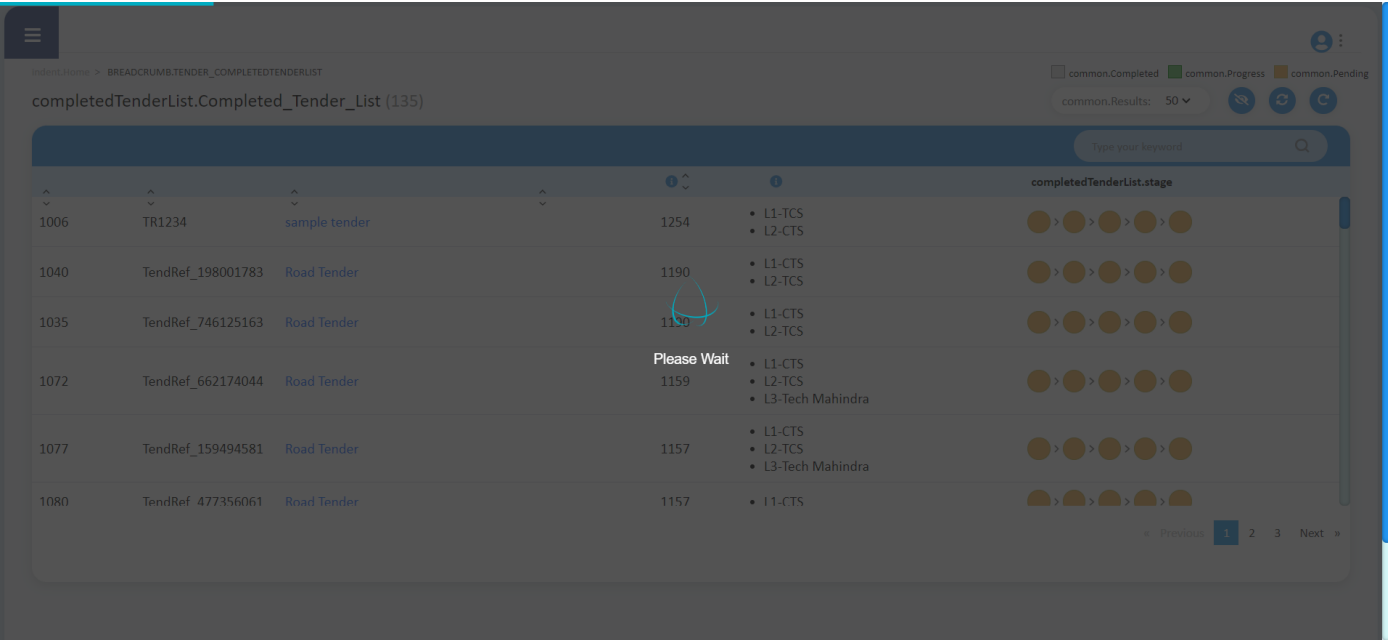 Indent Home » BREADCRUMB.TENDER_COMPLETEDTENDERLIST
common.Completed common.Progress common.Pending
completedTenderList.Completed_Tender_List (135)
common.Results: 50
Type your keyword
completedTenderList.stage
1006 TR1234 sample tender 1254 • L1-TCS
• L2-CTS
1040 TendRef_198001783 Road Tender 1190 • L1-CTS
• L2-TCS
1035 TendRef_746125163 Road Tender 1190 • L1-CTS
• L2-TCS
Please Wait
1072 TendRef_662174044 Road Tender 1159 • L1-CTS
• L2-TCS
• L3-Tech Mahindra
1077 TendRef_159494581 Road Tender 1157 • L1-CTS
• L2-TCS
• L3-Tech Mahindra
1080 TendRef_477356061 Road Tender 1157 • L1-CTS
« Previous 1 2 3 Next »